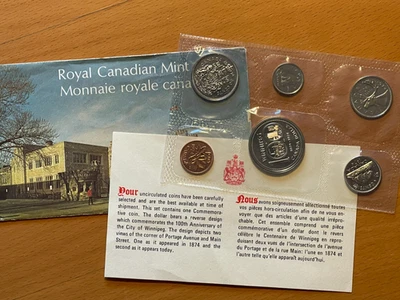 Royal Canadian Mint
Monnaie royale cana
Your uncirculated coins have been carefully
selected and are the best available at time of
shipment. This set contains one Commemora-
tive coin. The dollar bears a reverse design
which commemorates the 100th Anniversary of
the City of Winnipeg. The design depicts two
views of the corner of Portage Avenue and Main
Street. One as it appeared in 1874 and the
second as it appears today.
Nous avons soigneusement sélectionné toutes
vos pièces hors-circulation afin de ne vous en-
voyer que des articles d'une qualité irrépro-
chable. Cet ensemble comprend une pièce
commémorative d'un dollar dont le revers
célèbre le Centenaire de Winnipeg en repro-
duisant deux vues de l'intersection de l'avenue
Portage et de la rue Main: l'une en 1874 et
l'autre telle qu'elle apparaît aujourd'hui.